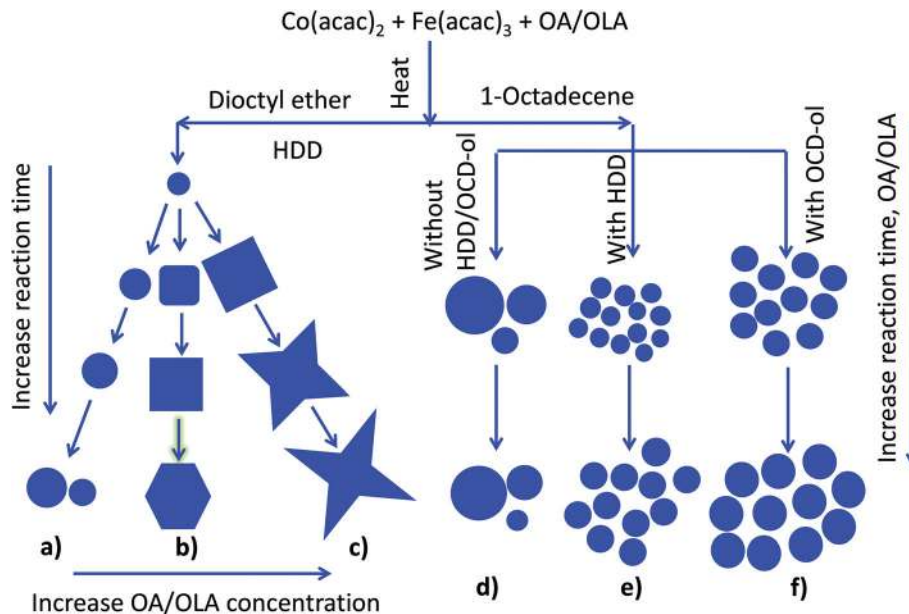 Co(acac)₂ + Fe(acac)₃ + OA/OLA
Heat
Dioctyl ether
1-Octadecene
HDD
Increase reaction time
Without
HDD/OCD-ol
With HDD
With OCD-ol
Increase reaction time, OA/OLA
a)
b)
c)
d)
e)
f)
Increase OA/OLA concentration